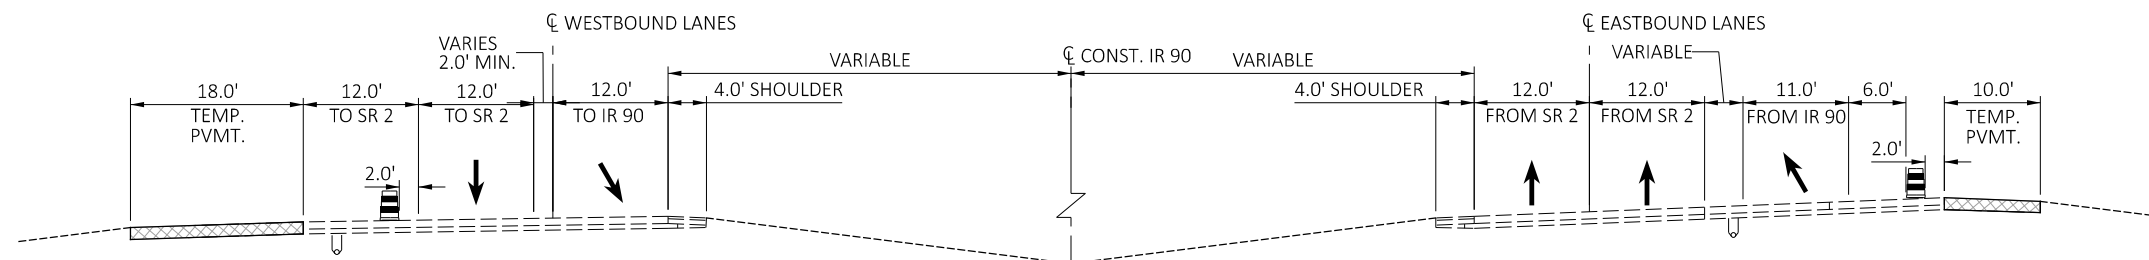 ℄ WESTBOUND LANES
℄ EASTBOUND LANES
VARIES
2.0' MIN.
VARIABLE
℄ CONST. IR 90
VARIABLE
VARIABLE
18.0'
TEMP.
PVMT.
12.0'
TO SR 2
12.0'
TO SR 2
12.0'
TO IR 90
4.0' SHOULDER
4.0' SHOULDER
12.0'
FROM SR 2
12.0'
FROM SR 2
11.0'
FROM IR 90
6.0'
10.0'
TEMP.
PVMT.
2.0'
2.0'